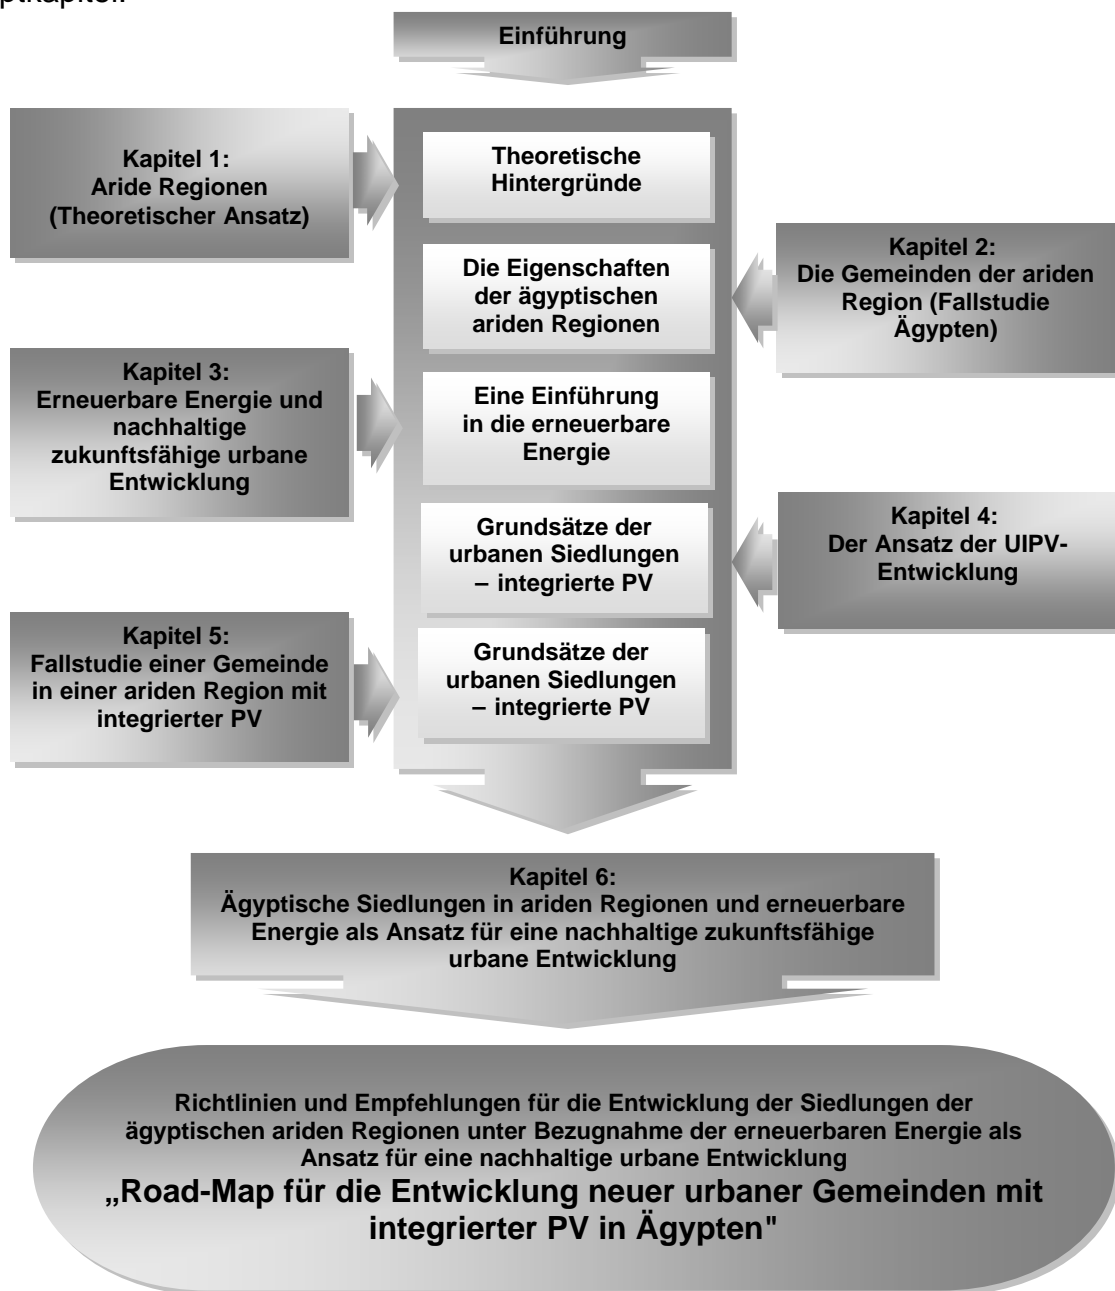 Einführung
Kapitel 1:
Aride Regionen
(Theoretischer Ansatz)
Theoretische
Hintergründe
Die Eigenschaften
der ägyptischen
ariden Regionen
Kapitel 2:
Die Gemeinden der ariden
Region (Fallstudie
Ägypten)
Kapitel 3:
Erneuerbare Energie und
nachhaltige
zukunftsfähige urbane
Entwicklung
Eine Einführung
in die erneuerbare
Energie
Grundsätze der
urbanen Siedlungen
– integrierte PV
Kapitel 4:
Der Ansatz der UIPV-
Entwicklung
Kapitel 5:
Fallstudie einer Gemeinde
in einer ariden Region mit
integrierter PV
Grundsätze der
urbanen Siedlungen
– integrierte PV
Kapitel 6:
Ägyptische Siedlungen in ariden Regionen und erneuerbare
Energie als Ansatz für eine nachhaltige zukunftsfähige
urbane Entwicklung
Richtlinien und Empfehlungen für die Entwicklung der Siedlungen der
ägyptischen ariden Regionen unter Bezugnahme der erneuerbaren Energie als
Ansatz für eine nachhaltige urbane Entwicklung
„Road-Map für die Entwicklung neuer urbaner Gemeinden mit
integrierter PV in Ägypten"